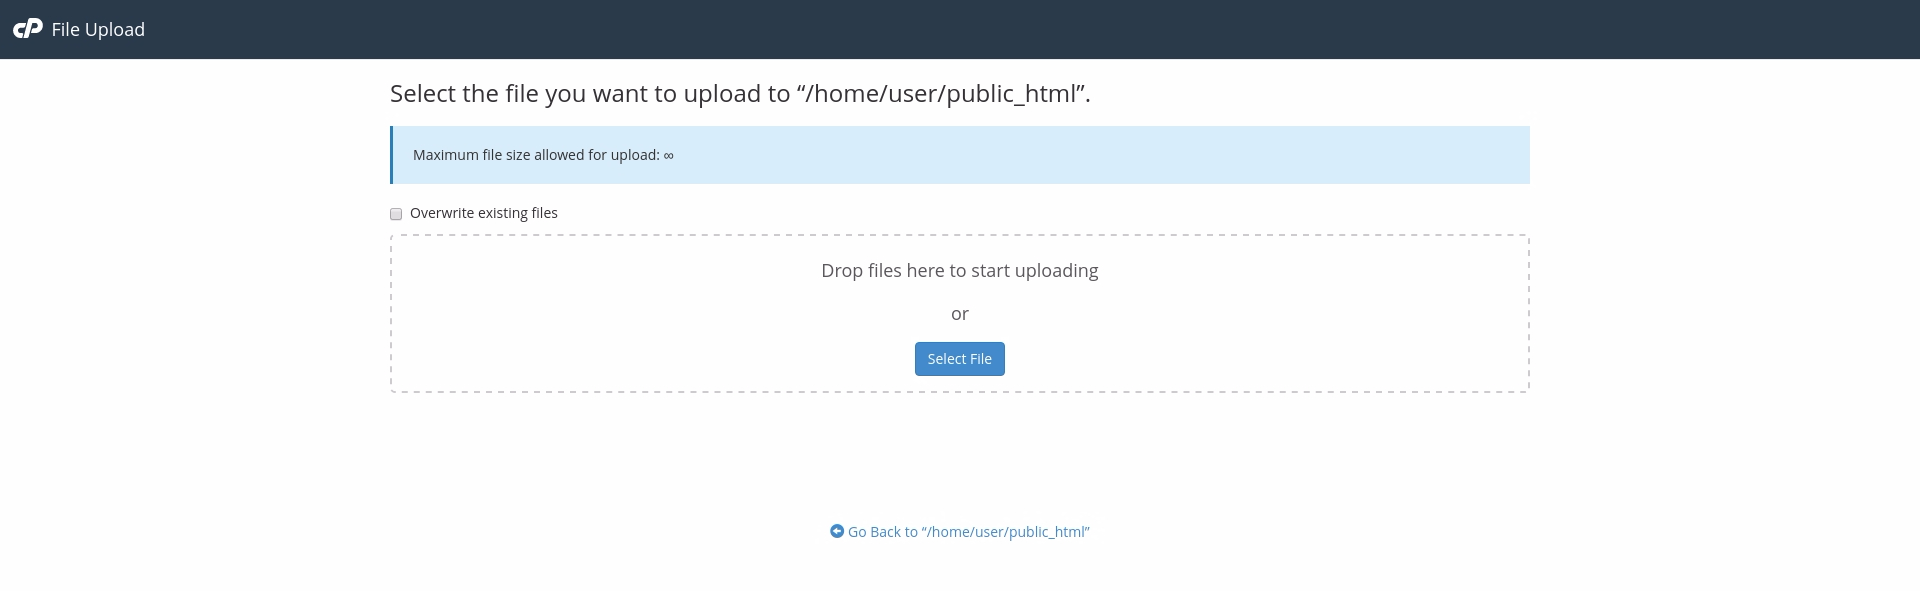 cP File Upload
Select the file you want to upload to “/home/user/public_html”.
Maximum file size allowed for upload: ∞
Overwrite existing files
Drop files here to start uploading
or
Select File
Go Back to “/home/user/public_html”